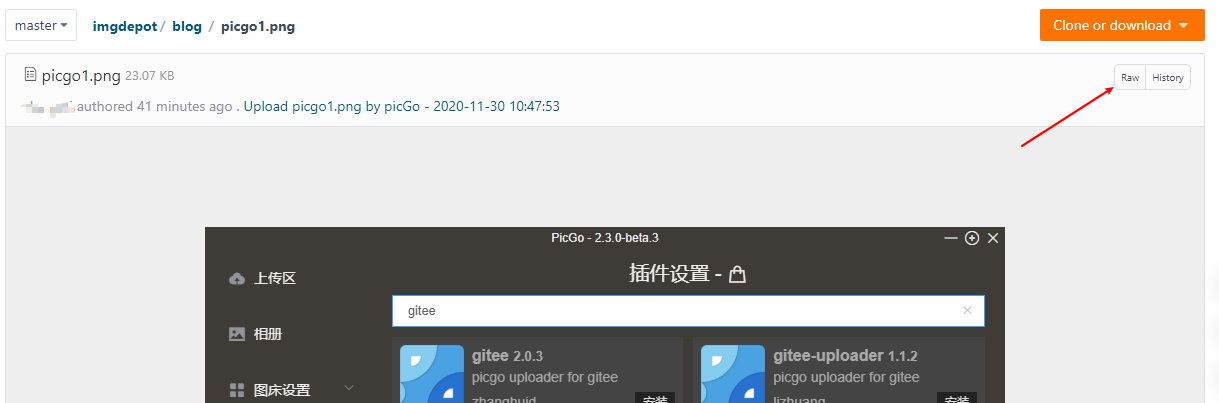 master
imgdepot / blog / picgo1.png
Clone or download
picgo1.png 23.07 KB
Raw
History
authored 41 minutes ago . Upload picgo1.png by picGo - 2020-11-30 10:47:53
PicGo - 2.3.0-beta.3
上传区
插件设置 -
gitee
相册
gitee 2.0.3
picgo uploader for gitee
zhanghuid
安装
gitee-uploader 1.1.2
picgo uploader for gitee
lizhuang
安装
图床设置